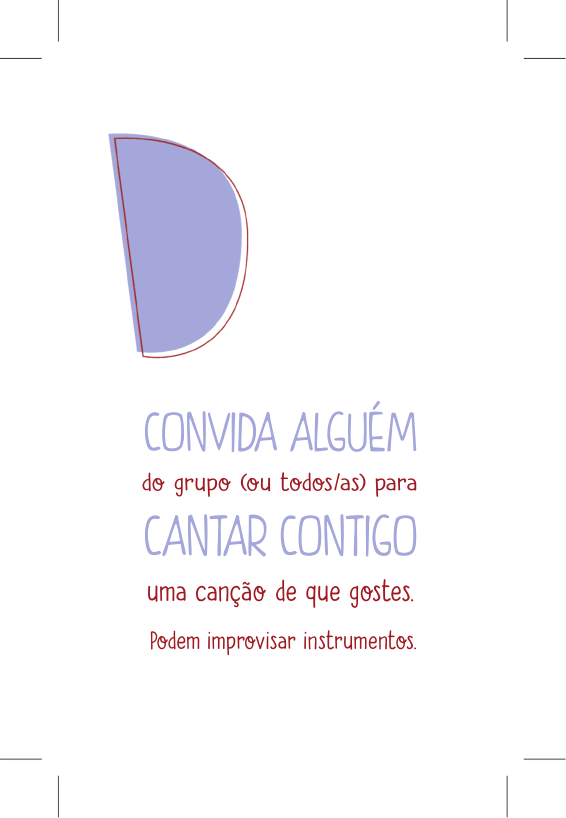 CONVIDA ALGUÉM
do grupo (ou todos/as) para
CANTAR CONTIGO
uma canção de que gostes.
Podem improvisar instrumentos.